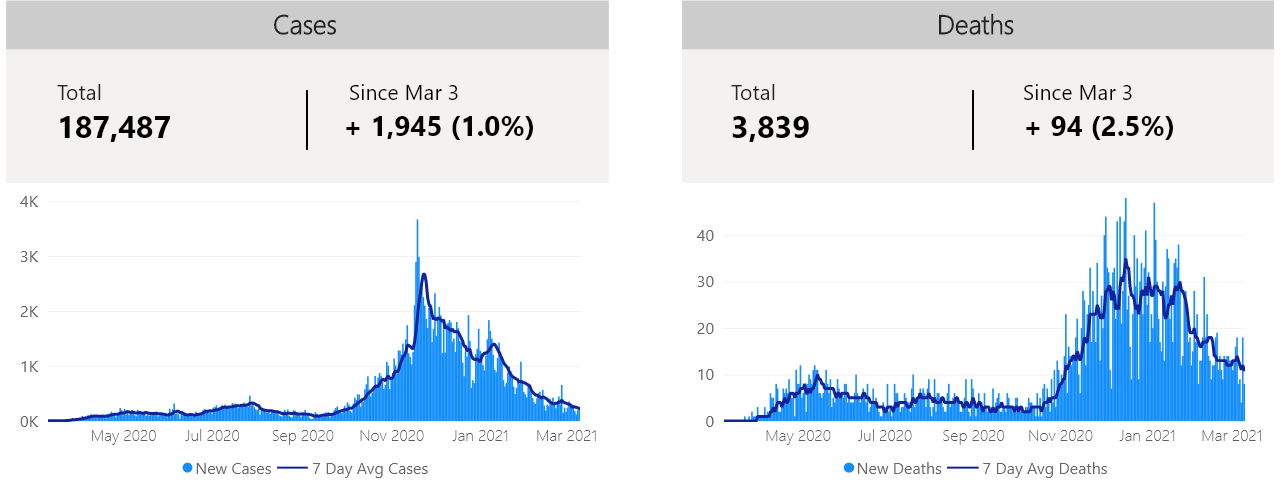 Cases
Total
Since Mar 3
187,487
+ 1,945 (1.0%)
4K
3K
2K
1K
0K
May 2020 Jul 2020 Sep 2020 Nov 2020 Jan 2021 Mar 2021
New Cases 7 Day Avg Cases
Deaths
Total
Since Mar 3
3,839
+ 94 (2.5%)
40
30
20
10
0
May 2020 Jul 2020 Sep 2020 Nov 2020 Jan 2021 Mar 2021
New Deaths 7 Day Avg Deaths